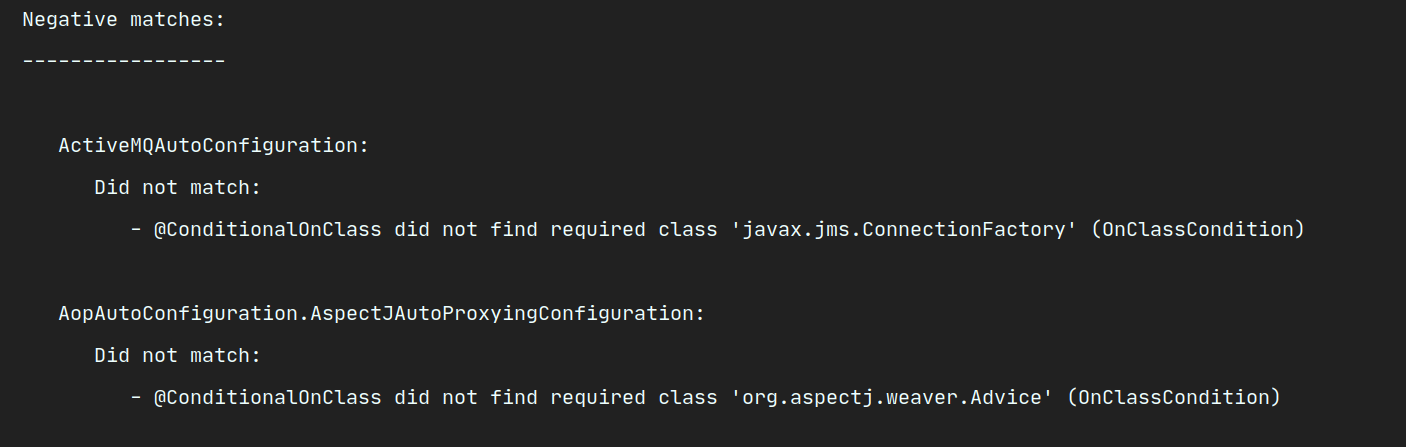 Negative matches:
-----------------
ActiveMQAutoConfiguration:
Did not match:
- @ConditionalOnClass did not find required class 'javax.jms.ConnectionFactory' (OnClassCondition)
AopAutoConfiguration.AspectJAutoProxyingConfiguration:
Did not match:
- @ConditionalOnClass did not find required class 'org.aspectj.weaver.Advice' (OnClassCondition)